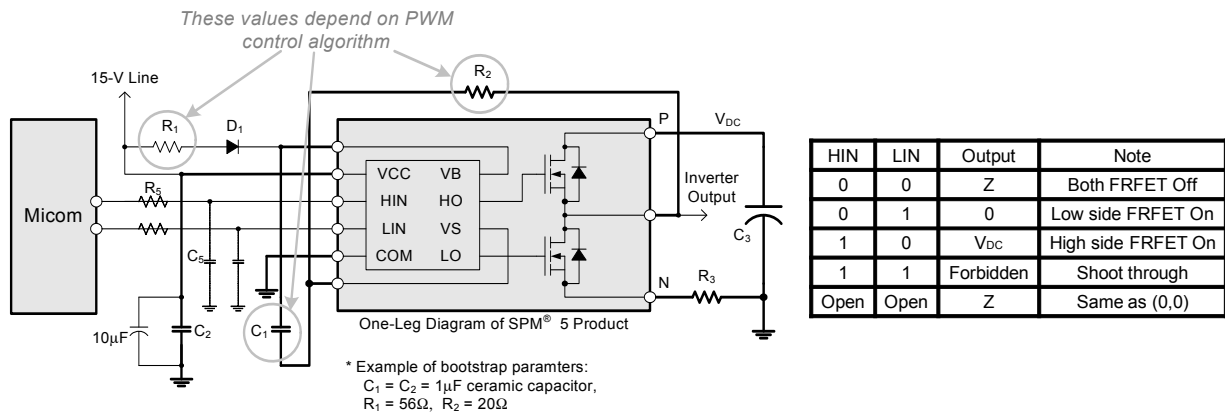 These values depend on PWM
control algorithm
15-V Line
R1
D1
R2
P
VDC
Micom
R5
C5
10μF
C2
VCC
VB
HIN
HO
LIN
VS
COM
LO
C1
Inverter
Output
C3
N
R3
One-Leg Diagram of SPM® 5 Product
* Example of bootstrap paramters:
C1 = C2 = 1μF ceramic capacitor,
R1 = 56Ω, R2 = 20Ω
HIN LIN Output Note
0 0 Z Both FRFET Off
0 1 0 Low side FRFET On
1 0 VDC High side FRFET On
1 1 Forbidden Shoot through
Open Open Z Same as (0,0)